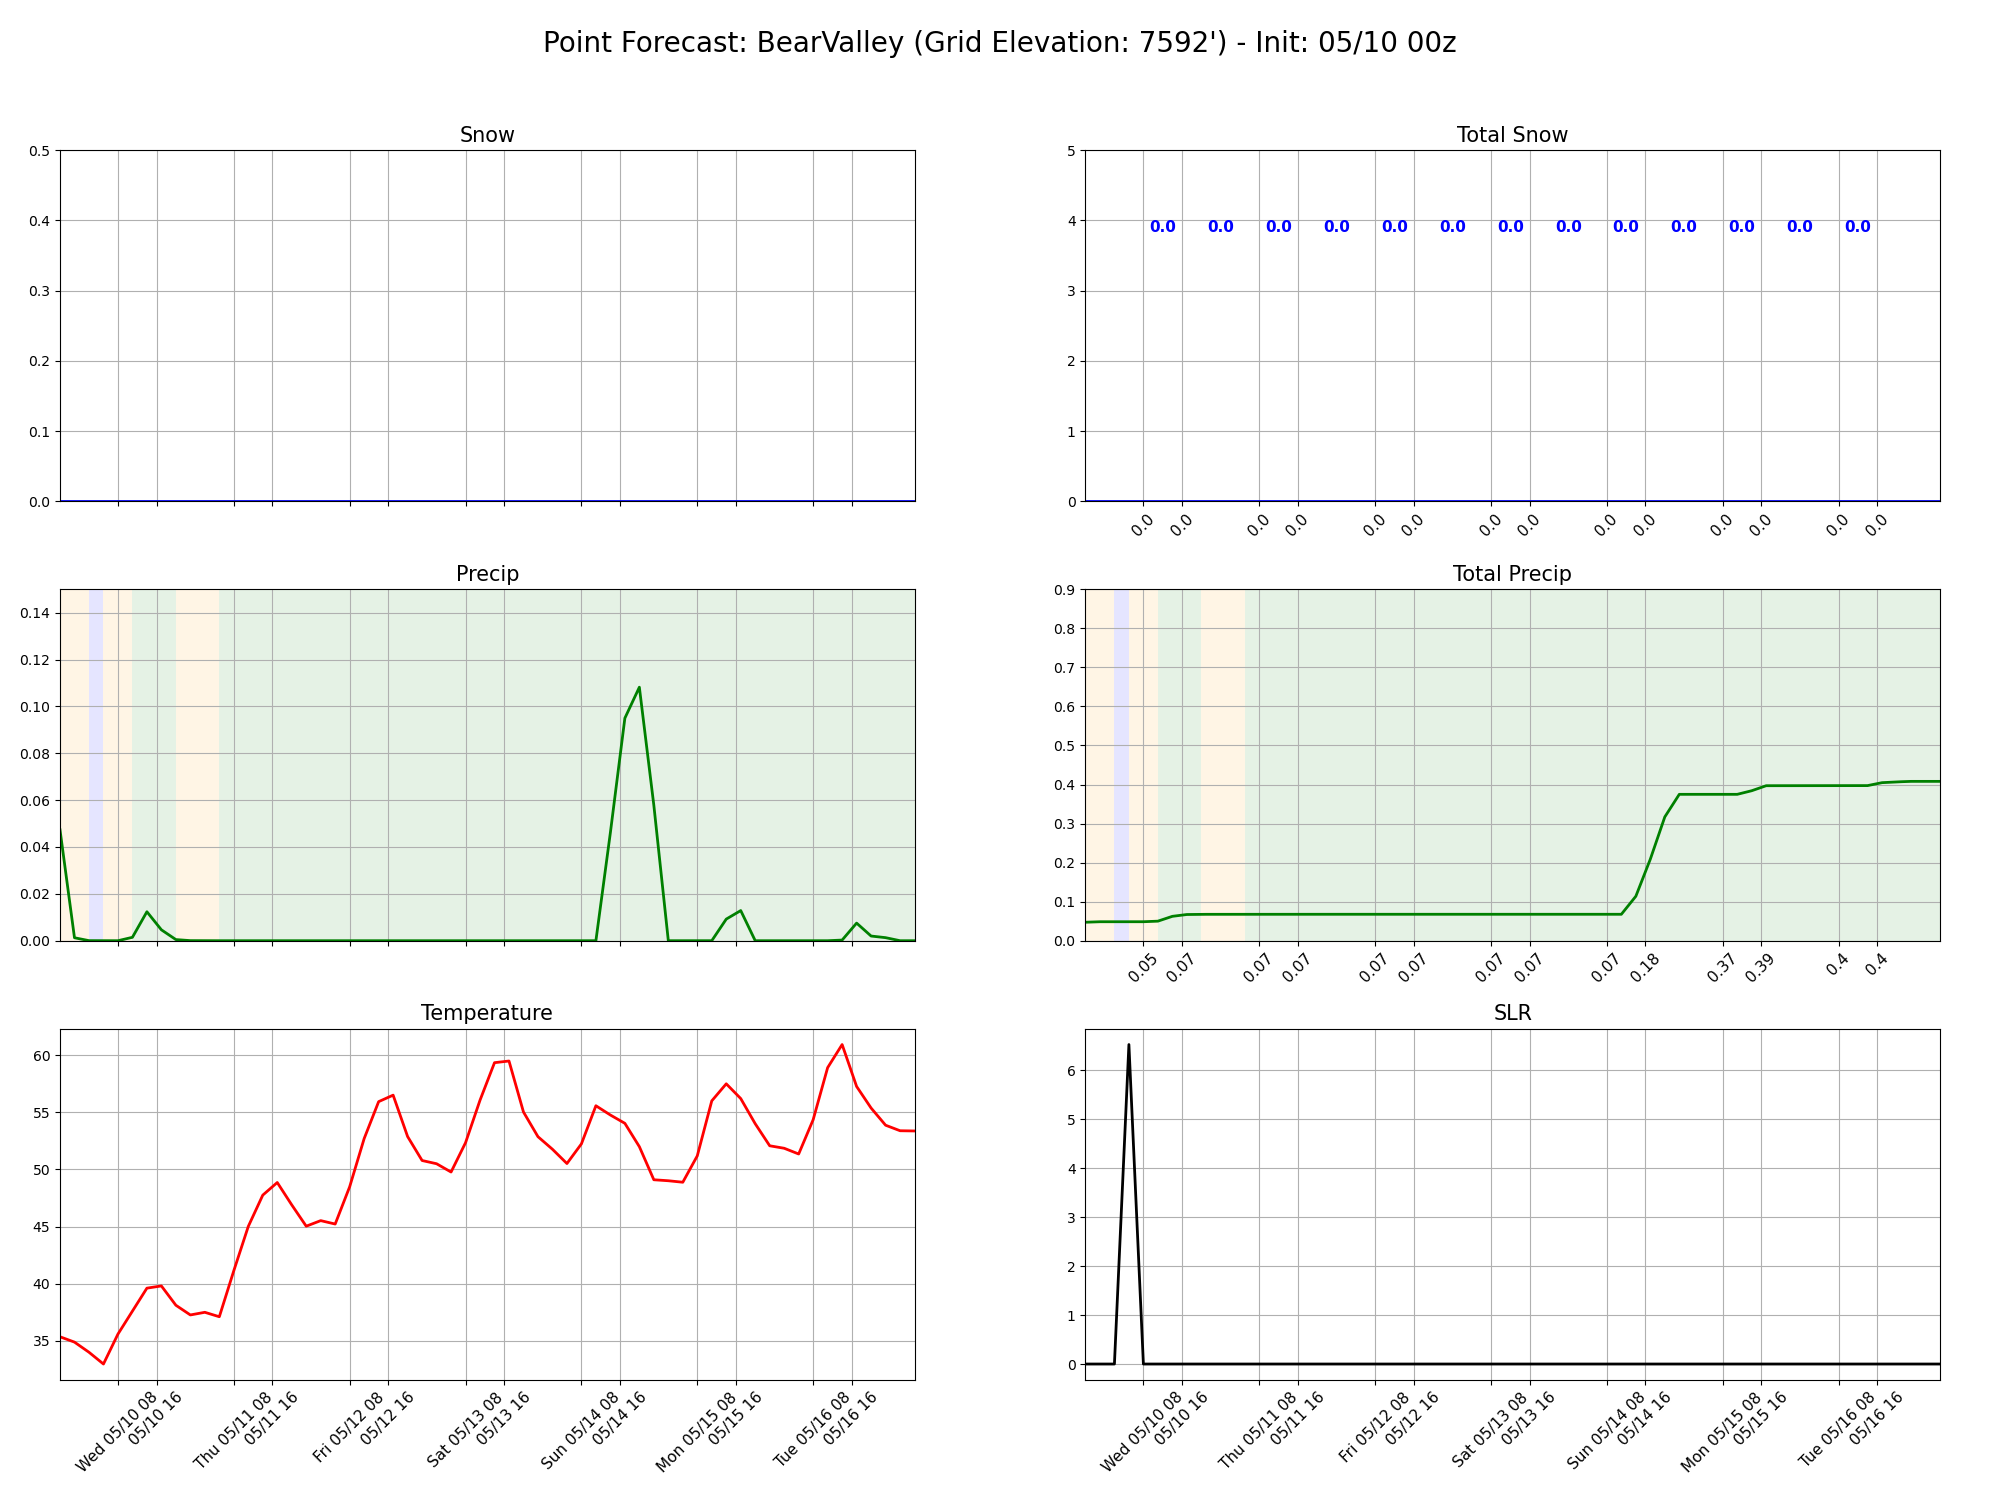 Point Forecast: BearValley (Grid Elevation: 7592') - Init: 05/10 00z
Snow
0.5
0.4
0.3
0.2
0.1
0.0
Total Snow
5
4
3
2
1
0
0.0 0.0 0.0 0.0 0.0 0.0 0.0 0.0 0.0 0.0 0.0 0.0 0.0
0.0 0.0 0.0 0.0 0.0 0.0 0.0 0.0 0.0 0.0 0.0 0.0 0.0 0.0
Precip
0.14
0.12
0.10
0.08
0.06
0.04
0.02
0.00
Total Precip
0.9
0.8
0.7
0.6
0.5
0.4
0.3
0.2
0.1
0.0
0.05 0.07 0.07 0.07 0.07 0.07 0.07 0.07 0.07 0.18 0.37 0.39 0.4 0.4
Temperature
60
55
50
45
40
35
Wed 05/10 08
05/10 16
Thu 05/11 08
05/11 16
Fri 05/12 08
05/12 16
Sat 05/13 08
05/13 16
Sun 05/14 08
05/14 16
Mon 05/15 08
05/15 16
Tue 05/16 08
05/16 16
SLR
6
5
4
3
2
1
0
Wed 05/10 08
05/10 16
Thu 05/11 08
05/11 16
Fri 05/12 08
05/12 16
Sat 05/13 08
05/13 16
Sun 05/14 08
05/14 16
Mon 05/15 08
05/15 16
Tue 05/16 08
05/16 16